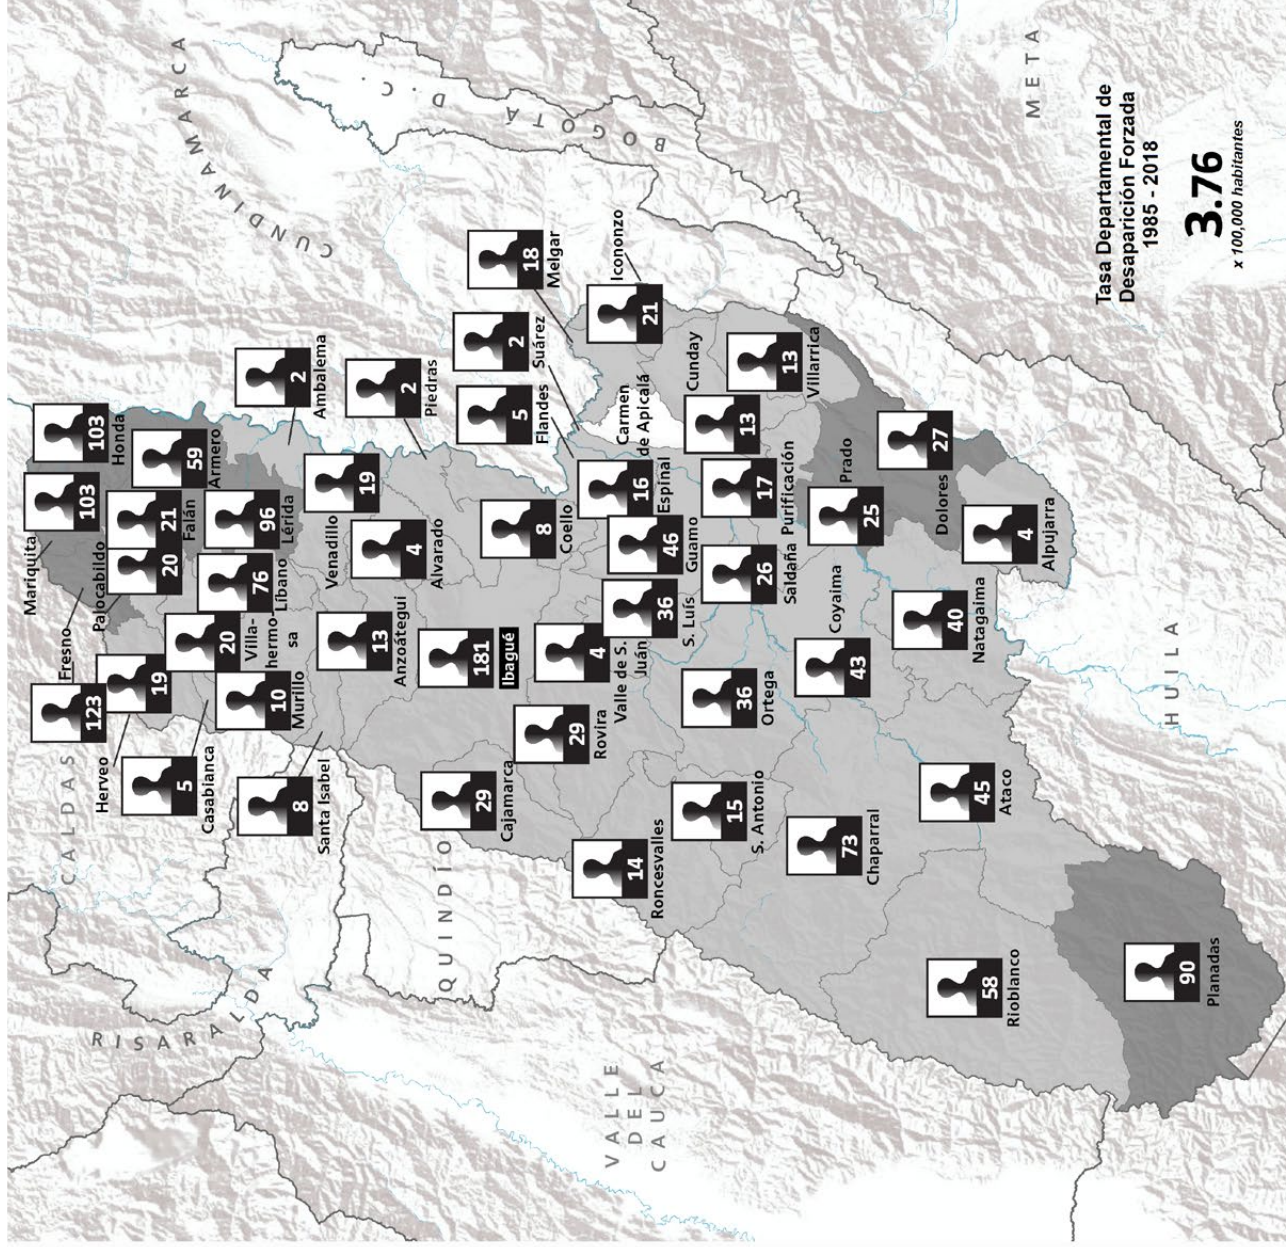 CUNDINAMARCA
BOGOTÁ D.C.
META
HUILA
CALDAS
RISARALDA
QUINDÍO
VALLE
DEL
CAUCA
Tasa Departamental de
Desaparición Forzada
1985 - 2018
3.76
x 100,000 habitantes
103
Mariquita
103
Honda
123
Fresno
20
Palocabildo
21
Falán
59
Armero
19
Herveo
5
Casabianca
20
Villa-
hermo-
sa
76
Líbano
96
Lérida
2
Ambalema
10
Murillo
8
Santa Isabel
19
Venadillo
13
Anzoátegui
4
Alvarado
2
Piedras
181
Ibagué
29
Cajamarca
8
Coello
5
Flandes
2
Suárez
18
Melgar
29
Rovira
4
Valle de S.
Juán
36
S. Luís
16
Espinal
46
Guamo
Carmen
de Apicalá
21
Icononzo
14
Roncesvalles
15
S. Antonio
36
Ortega
26
Saldaña
17
Purificación
13
Cunday
13
Villarrica
73
Chaparral
43
Coyaima
25
Prado
27
Dolores
45
Ataco
40
Natagaima
4
Alpujarra
58
Rioblanco
90
Planadas